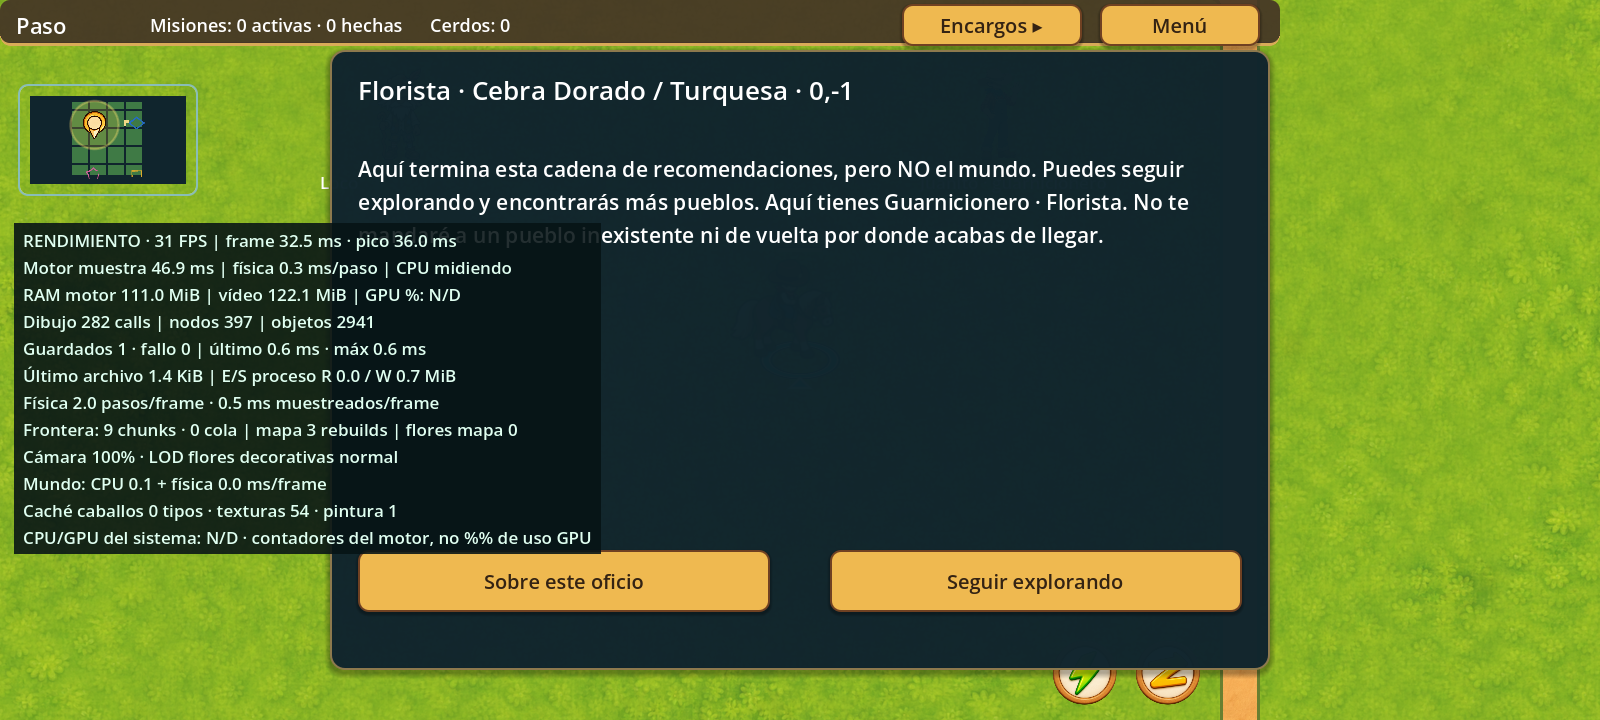 Paso
Misiones: 0 activas · 0 hechas
Cerdos: 0
Encargos ▸
Menú
Florista · Cebra Dorado / Turquesa · 0,-1
Aquí termina esta cadena de recomendaciones, pero NO el mundo. Puedes seguir
explorando y encontrarás más pueblos. Aquí tienes Guarnicionero · Florista. No te
mandaré a un pueblo inexistente ni de vuelta por donde acabas de llegar.
L
RENDIMIENTO · 31 FPS | frame 32.5 ms · pico 36.0 ms
Motor muestra 46.9 ms | física 0.3 ms/paso | CPU midiendo
RAM motor 111.0 MiB | vídeo 122.1 MiB | GPU %: N/D
Dibujo 282 calls | nodos 397 | objetos 2941
Guardados 1 · fallo 0 | último 0.6 ms · máx 0.6 ms
Último archivo 1.4 KiB | E/S proceso R 0.0 / W 0.7 MiB
Física 2.0 pasos/frame · 0.5 ms muestreados/frame
Frontera: 9 chunks · 0 cola | mapa 3 rebuilds | flores mapa 0
Cámara 100% · LOD flores decorativas normal
Mundo: CPU 0.1 + física 0.0 ms/frame
Caché caballos 0 tipos · texturas 54 · pintura 1
CPU/GPU del sistema: N/D · contadores del motor, no %% de uso GPU
Sobre este oficio
Seguir explorando